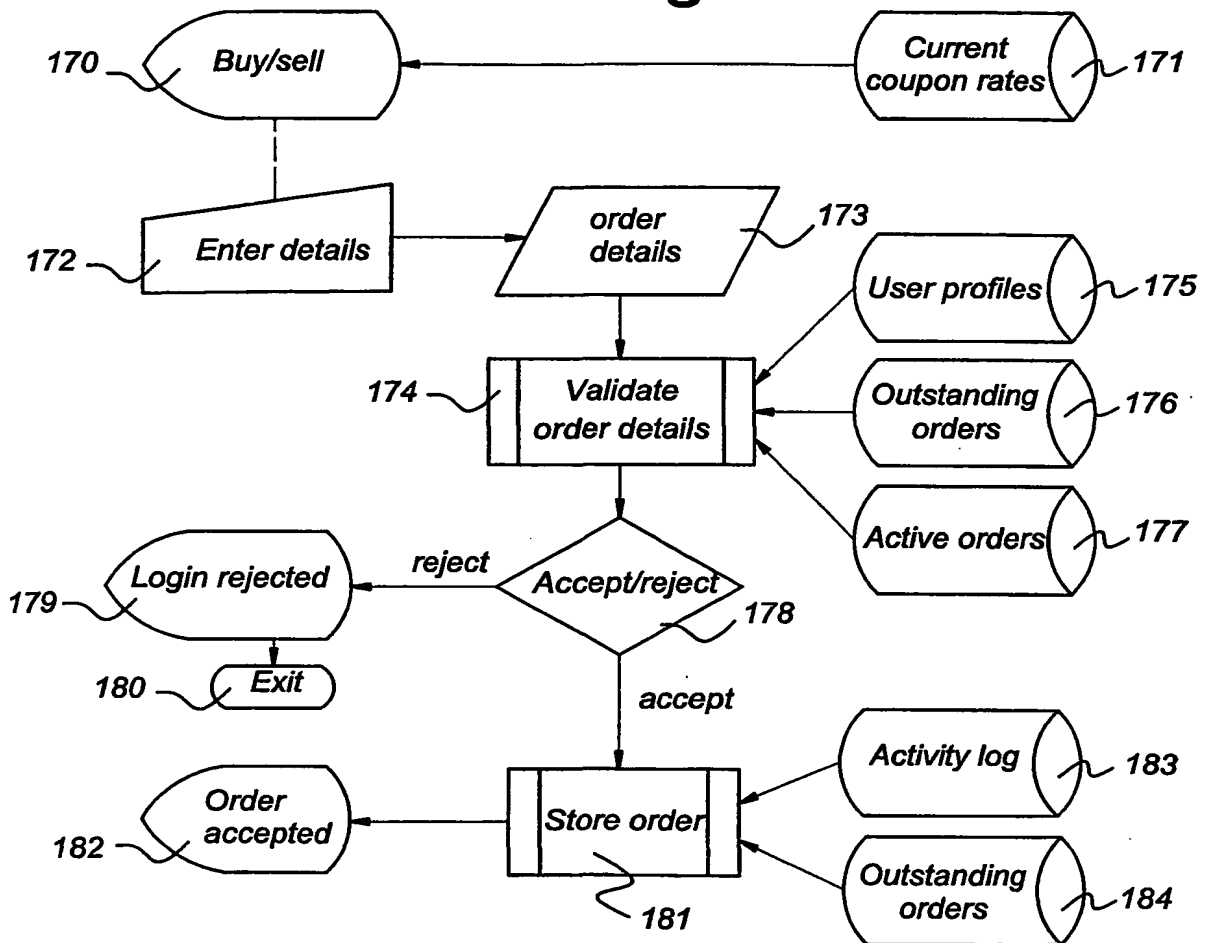 170
Buy/sell
Current
coupon rates
171
172
Enter details
order
details
173
User profiles
175
174
Validate
order details
Outstanding
orders
176
Active orders
177
Login rejected
179
reject
Accept/reject
178
180
Exit
accept
Activity log
183
Order
accepted
182
Store order
181
Outstanding
orders
184